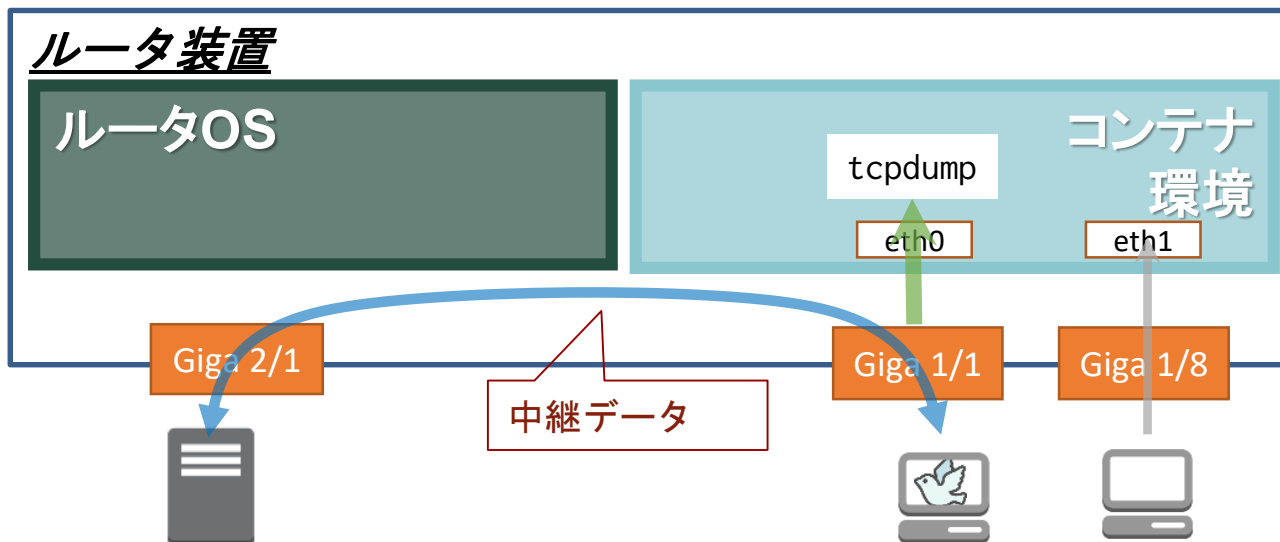 ルータ装置
ルータOS
コンテナ
環境
tcpdump
eth0
eth1
Giga 2/1
Giga 1/1
Giga 1/8
中継データ